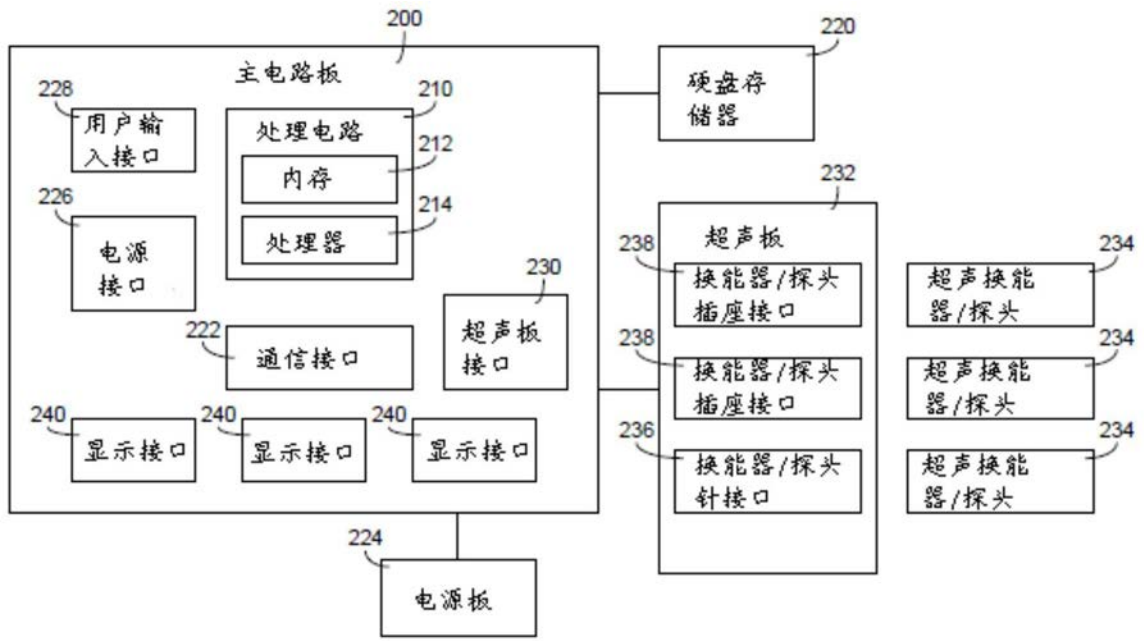 200
主电路板
228
用户输
入接口
210
处理电路
212
内存
214
处理器
226
电源
接口
230
超声板
接口
222
通信接口
240
显示接口
240
显示接口
240
显示接口
224
电源板
220
硬盘存
储器
232
超声板
238
换能器/探头
插座接口
238
换能器/探头
插座接口
236
换能器/探头
针接口
234
超声换能
器/探头
234
超声换能
器/探头
234
超声换能
器/探头